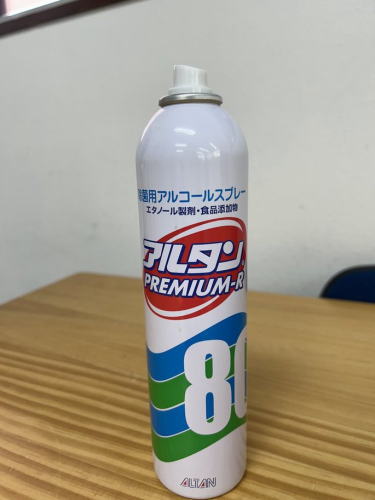 除菌用アルコールスプレー
エタノール製剤・食品添加物
アルタン
PREMIUM-R
80
ALTAN